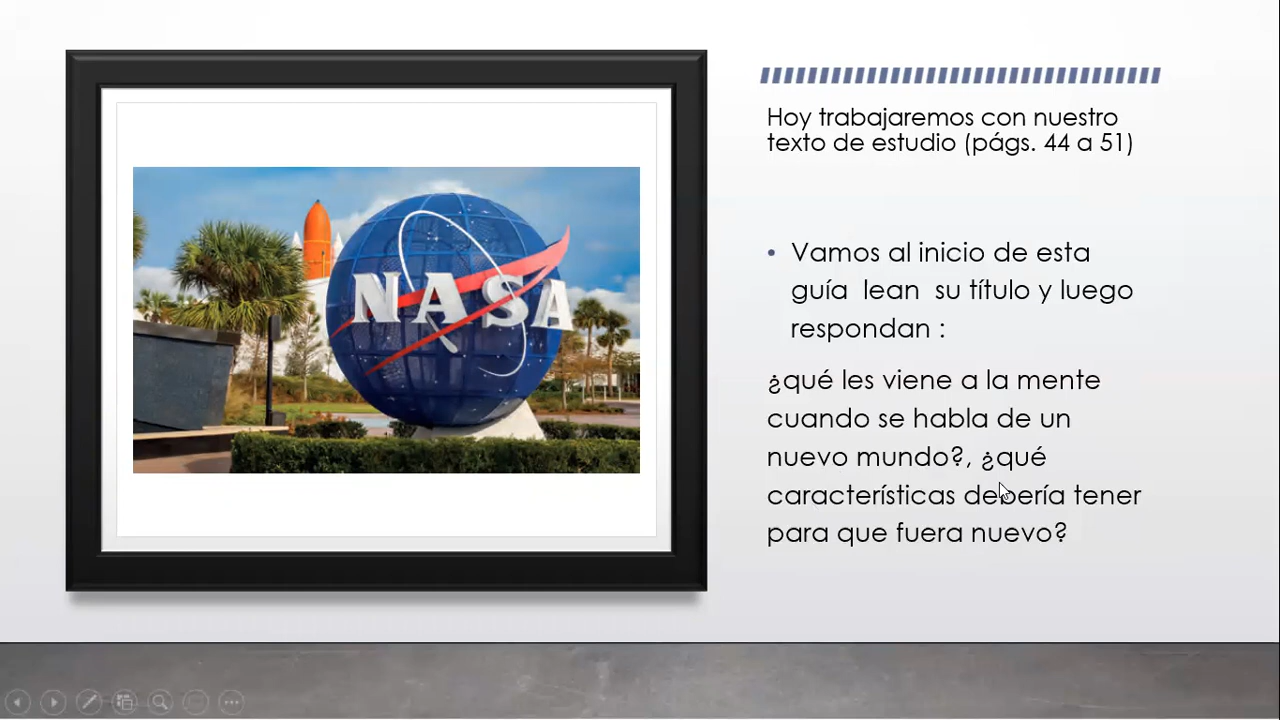 NASA
Hoy trabajaremos con nuestro
texto de estudio (págs. 44 a 51)
• Vamos al inicio de esta
guía lean su título y luego
respondan :
¿qué les viene a la mente
cuando se habla de un
nuevo mundo?, ¿qué
características debería tener
para que fuera nuevo?